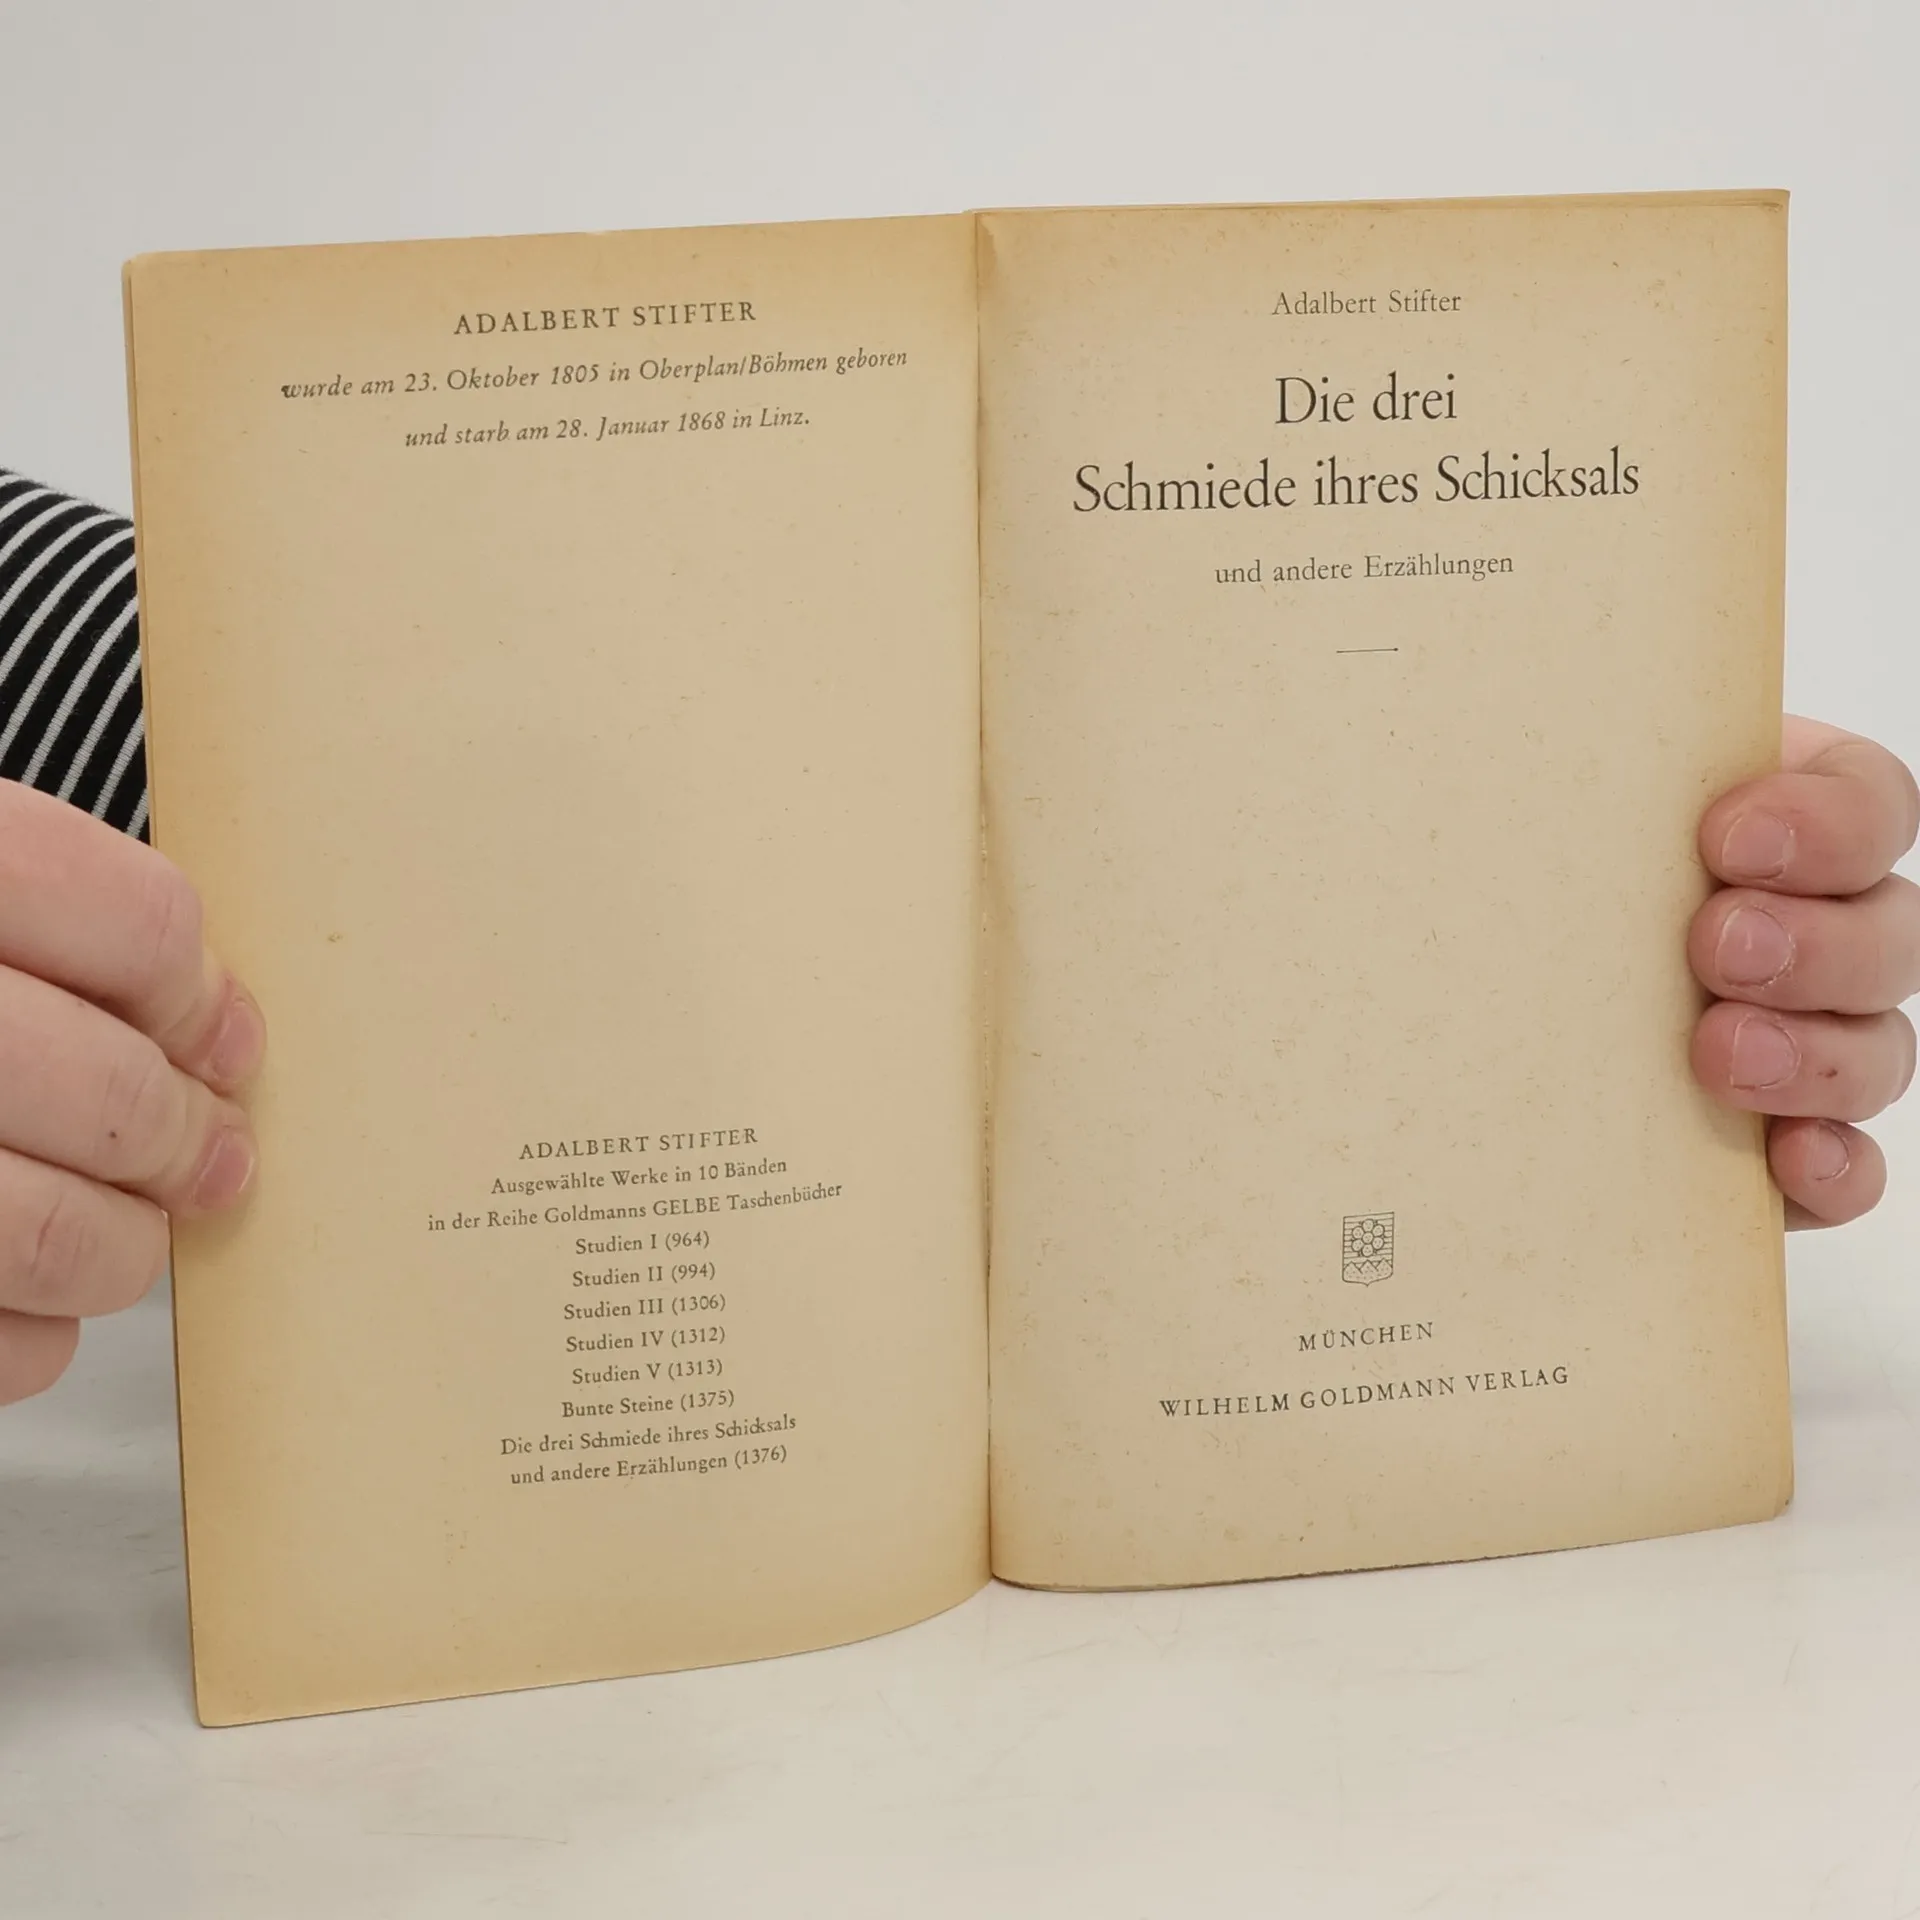 ADALBERT STIFTER
wurde am 23. Oktober 1805 in Oberplan/Böhmen geboren
und starb am 28. Januar 1868 in Linz.
ADALBERT STIFTER
Ausgewählte Werke in 10 Bänden
in der Reihe Goldmanns GELBE Taschenbücher
Studien I (964)
Studien II (994)
Studien III (1306)
Studien IV (1312)
Studien V (1313)
Bunte Steine (1375)
Die drei Schmiede ihres Schicksals
und andere Erzählungen (1376)
Adalbert Stifter
Die drei
Schmiede ihres Schicksals
und andere Erzählungen
MÜNCHEN
WILHELM GOLDMANN VERLAG